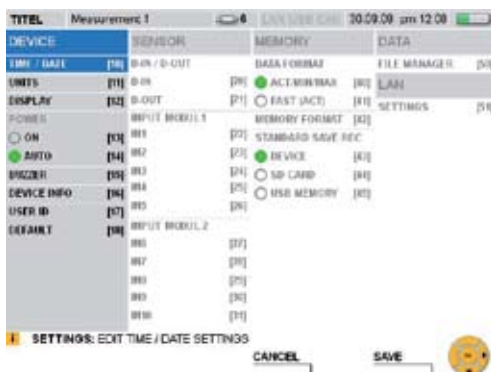 TITEL Measurement 1 30.09.09 pm 12:08
DEVICE
TIME / DATE [10]
UNITS [11]
DISPLAY [12]
POWER
ON [13]
AUTO [14]
BUZZER [15]
DEVICE INFO [16]
USER ID [17]
DEFAULT [18]
SENSOR
D-IN / D-OUT
D-IN [20]
D-OUT [21]
INPUT MODUL 1
IN1 [22]
IN2 [23]
IN3 [24]
IN4 [25]
IN5 [26]
INPUT MODUL 2
IN6 [27]
IN7 [28]
IN8 [29]
IN9 [30]
IN10 [31]
MEMORY
DATA FORMAT
ACT/MIN/MAX [40]
FAST (ACT) [41]
MEMORY FORMAT [42]
STANDARD SAVE REC
DEVICE [43]
SD CARD [44]
USB MEMORY [45]
DATA
FILE MANAGER [50]
LAN
SETTINGS [51]
SETTINGS: EDIT TIME / DATE SETTINGS
CANCEL SAVE